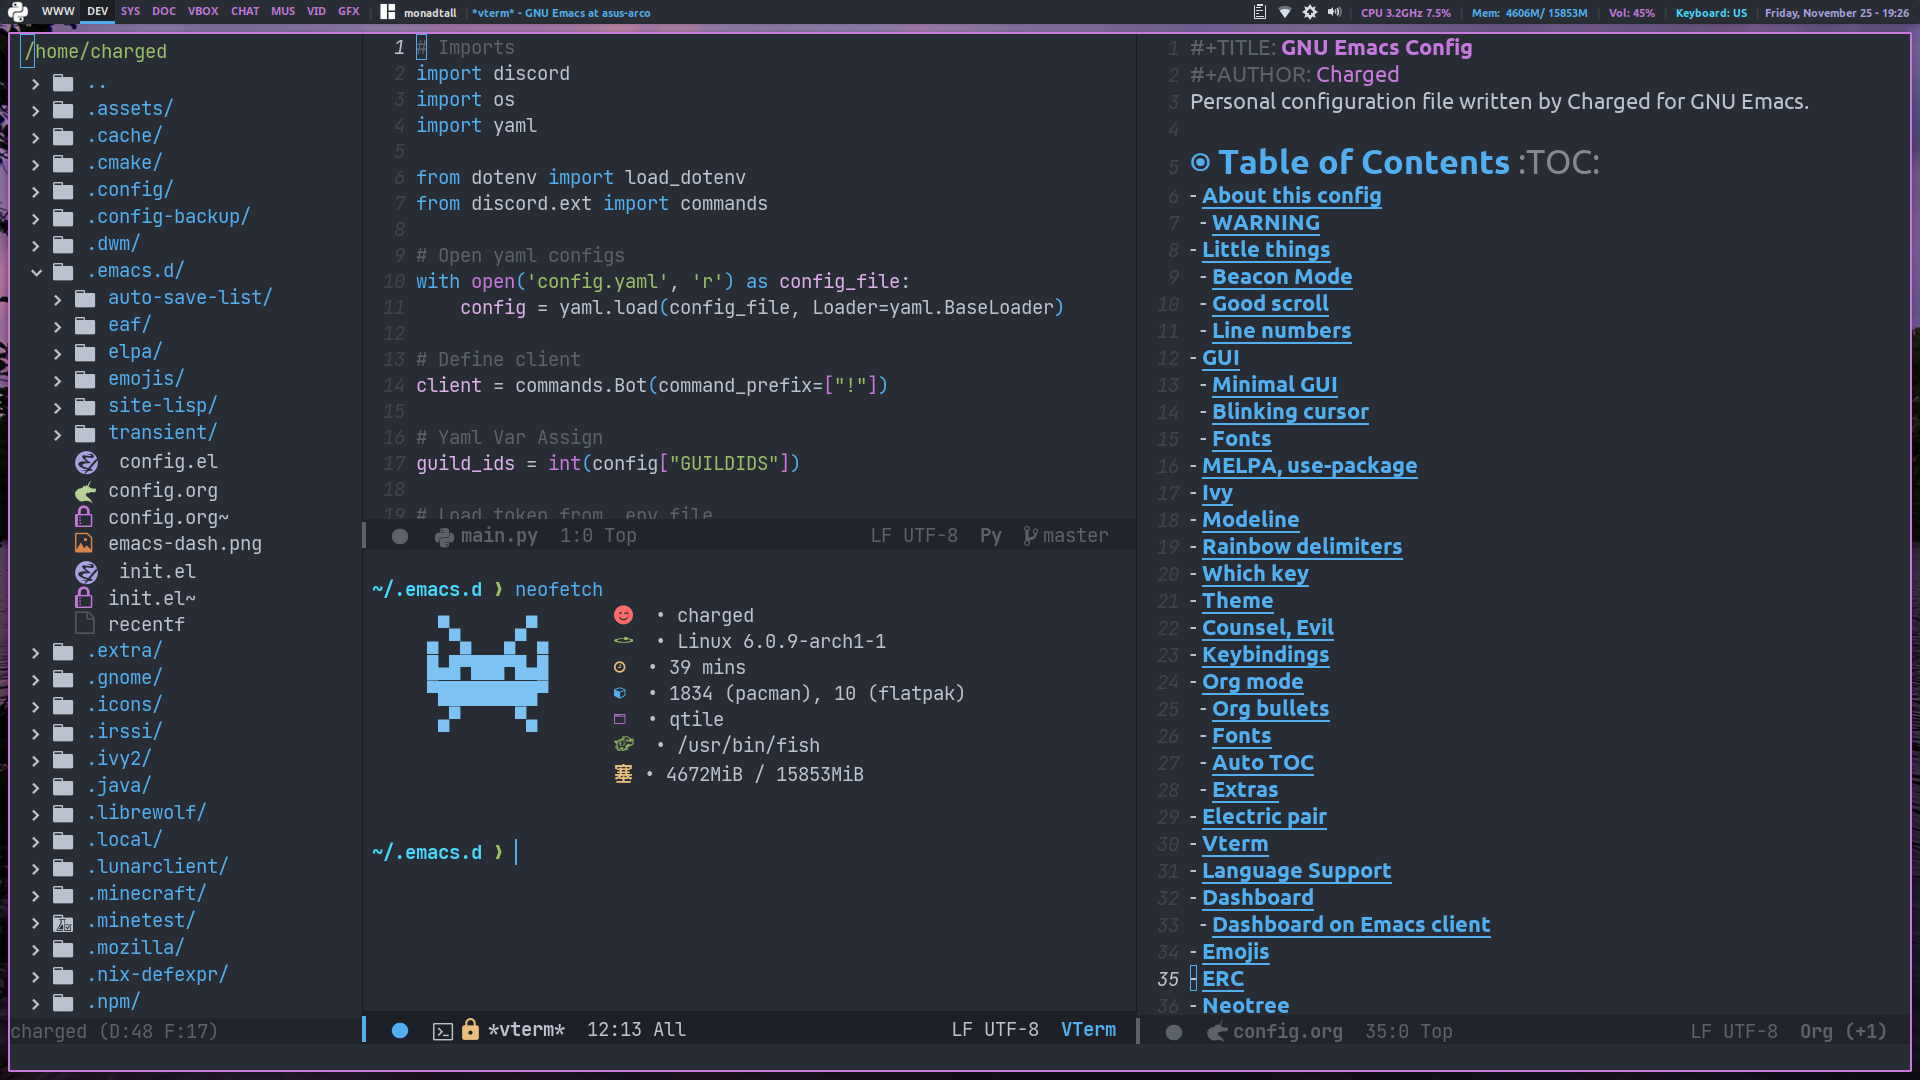 WWW DEV SYS DOC VBOX CHAT MUS VID GFX | monadtall | *vterm* - GNU Emacs at asus-arco
| CPU 3.2GHz 7.5% | Mem: 4606M/ 15853M | Vol: 45% | Keyboard: US | Friday, November 25 - 19:26
/home/charged
..
.assets/
.cache/
.cmake/
.config/
.config-backup/
.dwm/
.emacs.d/
auto-save-list/
eaf/
elpa/
emojis/
site-lisp/
transient/
config.el
config.org
config.org~
emacs-dash.png
init.el
init.el~
recentf
.extra/
.gnome/
.icons/
.irssi/
.ivy2/
.java/
.librewolf/
.local/
.lunarclient/
.minecraft/
.minetest/
.mozilla/
.nix-defexpr/
.npm/
charged (D:48 F:17)
1 # Imports
2 import discord
3 import os
4 import yaml
5
6 from dotenv import load_dotenv
7 from discord.ext import commands
8
9 # Open yaml configs
10 with open('config.yaml', 'r') as config_file:
11     config = yaml.load(config_file, Loader=yaml.BaseLoader)
12
13 # Define client
14 client = commands.Bot(command_prefix=["!"])
15
16 # Yaml Var Assign
17 guild_ids = int(config["GUILDIDS"])
18
19 # Load token from .env file
main.py 1:0 Top LF UTF-8 Py master
~/.emacs.d ❯ neofetch
• charged
• Linux 6.0.9-arch1-1
• 39 mins
• 1834 (pacman), 10 (flatpak)
• qtile
• /usr/bin/fish
塞 • 4672MiB / 15853MiB
~/.emacs.d ❯
*vterm* 12:13 All LF UTF-8 VTerm
1 #+TITLE: GNU Emacs Config
2 #+AUTHOR: Charged
3 Personal configuration file written by Charged for GNU Emacs.
4
5 Table of Contents :TOC:
6 - About this config
7 - WARNING
8 - Little things
9 - Beacon Mode
10 - Good scroll
11 - Line numbers
12 - GUI
13 - Minimal GUI
14 - Blinking cursor
15 - Fonts
16 - MELPA, use-package
17 - Ivy
18 - Modeline
19 - Rainbow delimiters
20 - Which key
21 - Theme
22 - Counsel, Evil
23 - Keybindings
24 - Org mode
25 - Org bullets
26 - Fonts
27 - Auto TOC
28 - Extras
29 - Electric pair
30 - Vterm
31 - Language Support
32 - Dashboard
33 - Dashboard on Emacs client
34 - Emojis
35 - ERC
36 - Neotree
config.org 35:0 Top LF UTF-8 Org (+1)